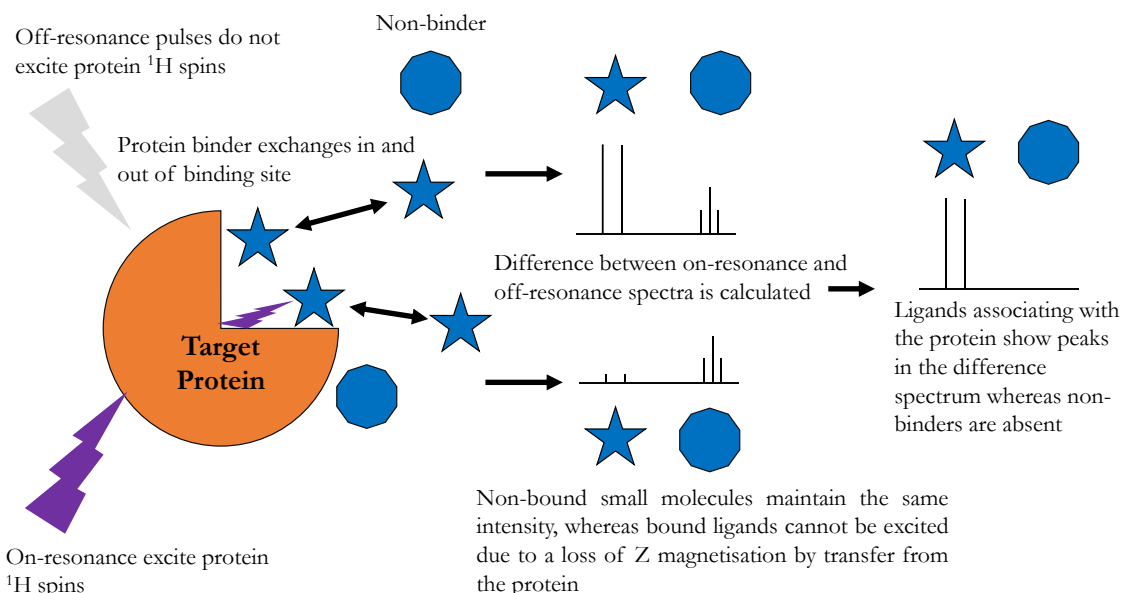 Off-resonance pulses do not
excite protein ¹H spins
Non-binder
Protein binder exchanges in and
out of binding site
Target
Protein
Difference between on-resonance and
off-resonance spectra is calculated
Ligands associating with
the protein show peaks
in the difference
spectrum whereas non-
binders are absent
Non-bound small molecules maintain the same
intensity, whereas bound ligands cannot be excited
due to a loss of Z magnetisation by transfer from
the protein
On-resonance excite protein
¹H spins